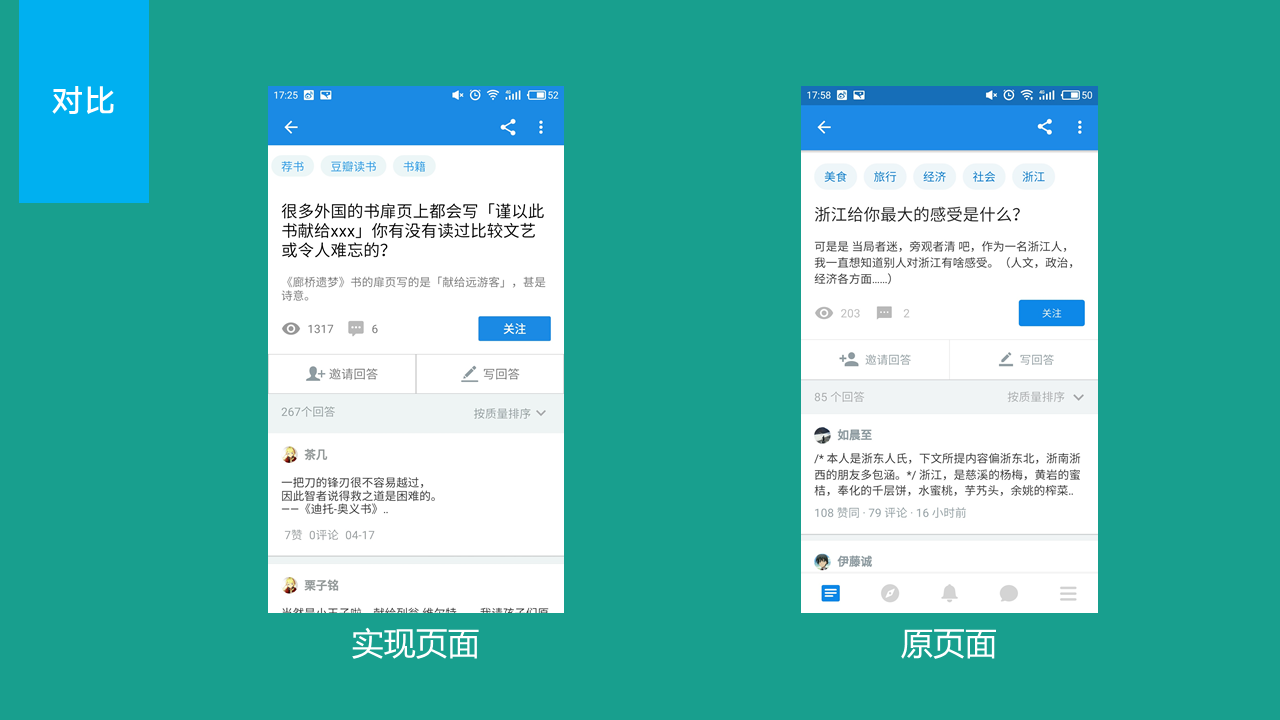 对比
17:25
52
荐书 豆瓣读书 书籍
很多外国的书扉页上都会写「谨以此
书献给xxx」你有没有读过比较文艺
或令人难忘的？
《廊桥遗梦》书的扉页写的是「献给远游客」，甚是
诗意。
1317 6 关注
邀请回答 写回答
267个回答 按质量排序
茶几
一把刀的锋刃很不容易越过，
因此智者说得救之道是困难的。
——《迪托-奥义书》..
7赞 0评论 04-17
栗子铭
当然是小王子啦。献给列翁·维尔特
实现页面
17:58
50
美食 旅行 经济 社会 浙江
浙江给你最大的感受是什么？
可是是 当局者迷，旁观者清 吧，作为一名浙江人，
我一直想知道别人对浙江有啥感受。（人文，政治，
经济各方面……）
203 2 关注
邀请回答 写回答
85 个回答 按质量排序
如晨至
/* 本人是浙东人氏，下文所提内容偏浙东北，浙南浙
西的朋友多包涵。*/ 浙江，是慈溪的杨梅，黄岩的蜜
桔，奉化的千层饼，水蜜桃，芋艿头，余姚的榨菜..
108 赞同 · 79 评论 · 16 小时前
伊藤诚
原页面